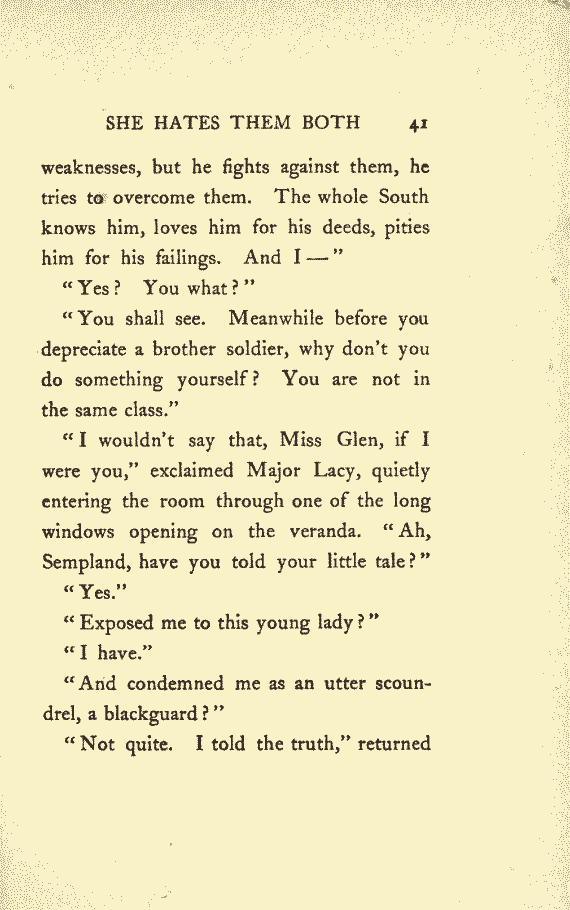 SHE HATES THEM BOTH 41
weaknesses, but he fights against them, he
tries to overcome them. The whole South
knows him, loves him for his deeds, pities
him for his failings. And I — ”
“ Yes ? You what ? ”
“ You shall see. Meanwhile before you
depreciate a brother soldier, why don’t you
do something yourself ? You are not in
the same class.”
“ I wouldn’t say that, Miss Glen, if I
were you,” exclaimed Major Lacy, quietly
entering the room through one of the long
windows opening on the veranda. “ Ah,
Sempland, have you told your little tale ? ”
“ Yes.”
“ Exposed me to this young lady ? ”
“ I have.”
“ And condemned me as an utter scoun-
drel, a blackguard ? ”
“ Not quite. I told the truth,” returned